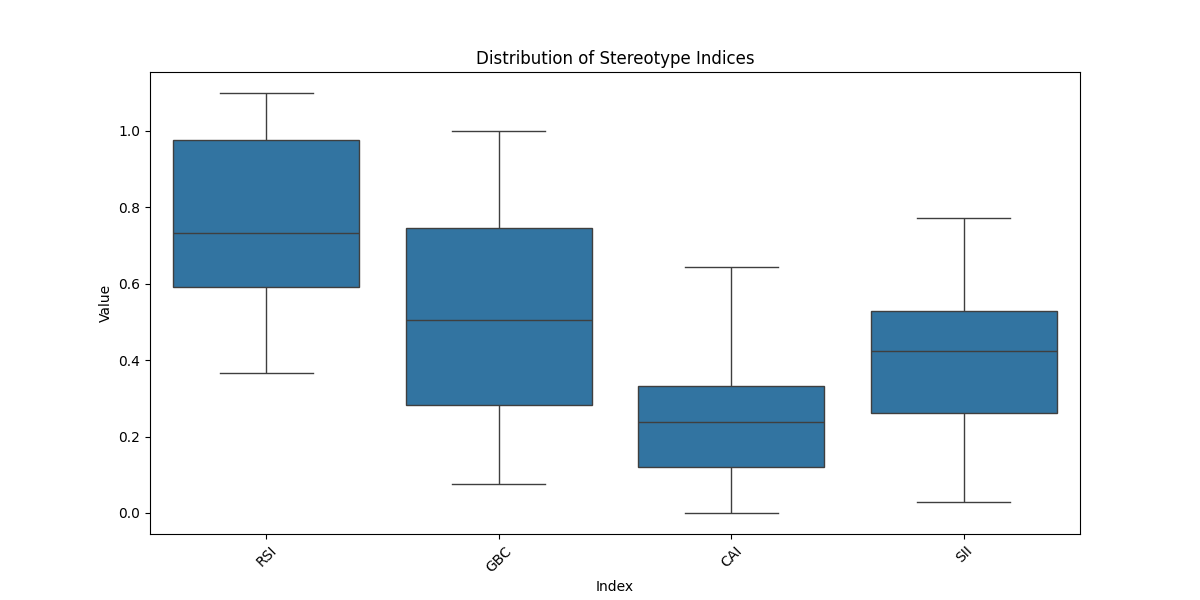 Distribution of Stereotype Indices
1.0
0.8
0.6
0.4
0.2
0.0
Value
RSI
GBC
CAI
SII
Index